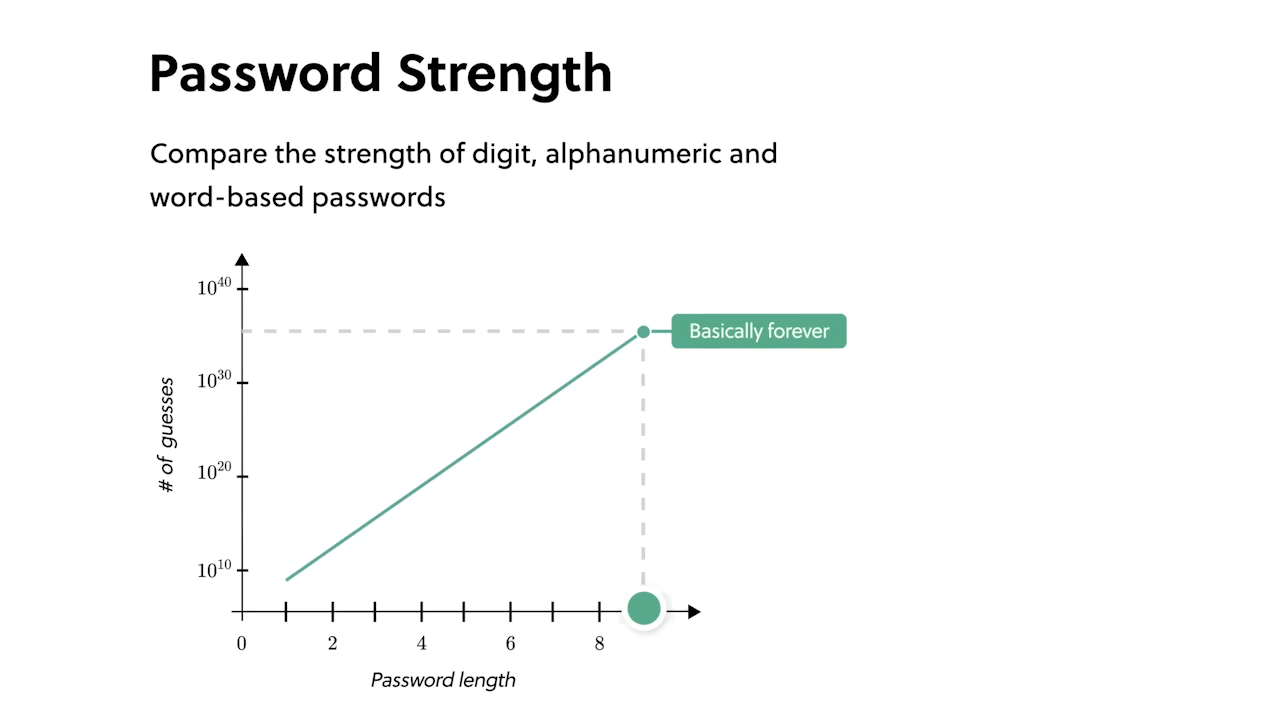 Password Strength
Compare the strength of digit, alphanumeric and
word-based passwords
10^40
Basically forever
10^30
# of guesses
10^20
10^10
0 2 4 6 8
Password length